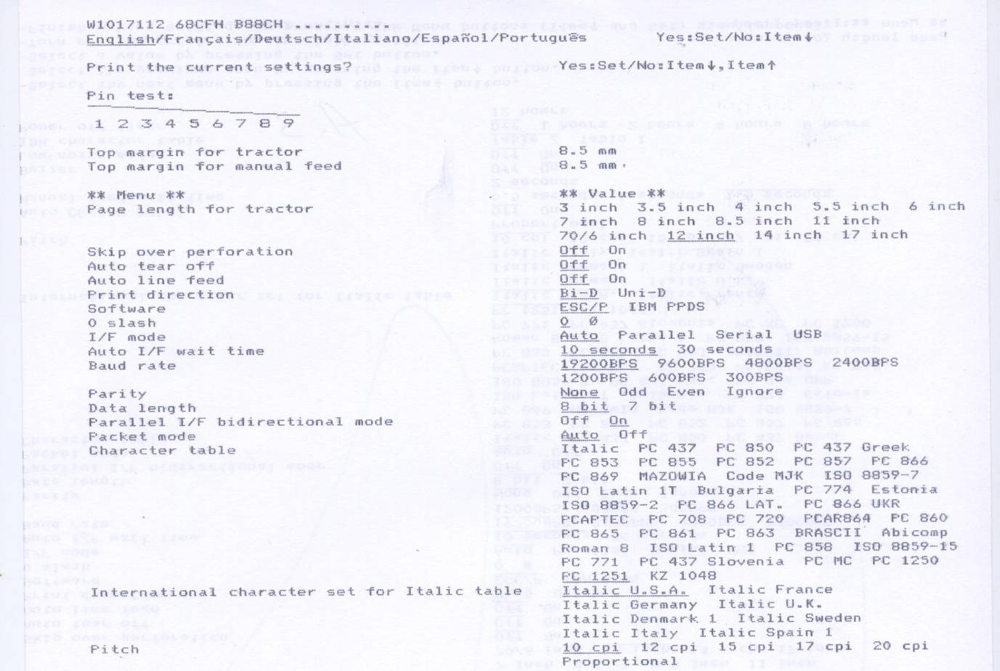 W1017112 68CFH B88CH ..........
English/Français/Deutsch/Italiano/Español/Português Yes:Set/No:Item↓
Print the current settings? Yes:Set/No:Item↓,Item↑
Pin test:
1 2 3 4 5 6 7 8 9
Top margin for tractor 8.5 mm
Top margin for manual feed 8.5 mm
** Menu ** ** Value **
Page length for tractor 3 inch 3.5 inch 4 inch 5.5 inch 6 inch
7 inch 8 inch 8.5 inch 11 inch
70/6 inch 12 inch 14 inch 17 inch
Skip over perforation Off On
Auto tear off Off On
Auto line feed Off On
Print direction Bi-D Uni-D
Software ESC/P IBM PPDS
0 slash 0 Ø
I/F mode Auto Parallel Serial USB
Auto I/F wait time 10 seconds 30 seconds
Baud rate 19200BPS 9600BPS 4800BPS 2400BPS
1200BPS 600BPS 300BPS
Parity None Odd Even Ignore
Data length 8 bit 7 bit
Parallel I/F bidirectional mode Off On
Packet mode Auto Off
Character table Italic PC 437 PC 850 PC 437 Greek
PC 853 PC 855 PC 852 PC 857 PC 866
PC 869 MAZOWIA Code MJK ISO 8859-7
ISO Latin 1T Bulgaria PC 774 Estonia
ISO 8859-2 PC 866 LAT. PC 866 UKR
PCAPTEC PC 708 PC 720 PCAR864 PC 860
PC 865 PC 861 PC 863 BRASCII Abicomp
Roman 8 ISO Latin 1 PC 858 ISO 8859-15
PC 771 PC 437 Slovenia PC MC PC 1250
PC 1251 KZ 1048
International character set for Italic table Italic U.S.A. Italic France
Italic Germany Italic U.K.
Italic Denmark 1 Italic Sweden
Italic Italy Italic Spain 1
Pitch 10 cpi 12 cpi 15 cpi 17 cpi 20 cpi
Proportional